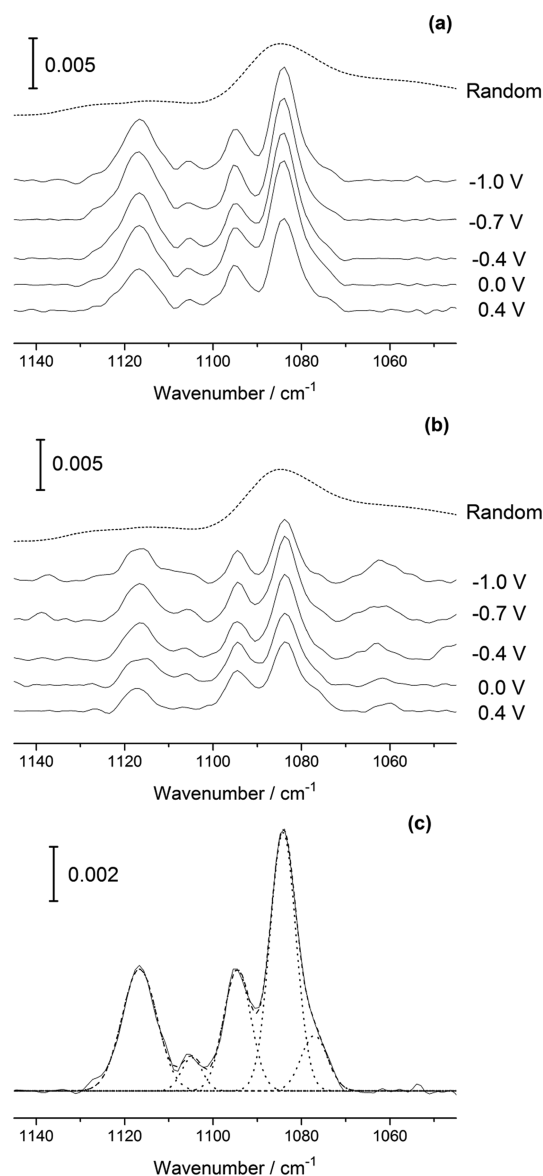 (a)
0.005
Random
-1.0 V
-0.7 V
-0.4 V
0.0 V
0.4 V
1140 1120 1100 1080 1060
Wavenumber / cm-1
(b)
0.005
Random
-1.0 V
-0.7 V
-0.4 V
0.0 V
0.4 V
1140 1120 1100 1080 1060
Wavenumber / cm-1
(c)
0.002
1140 1120 1100 1080 1060
Wavenumber / cm-1